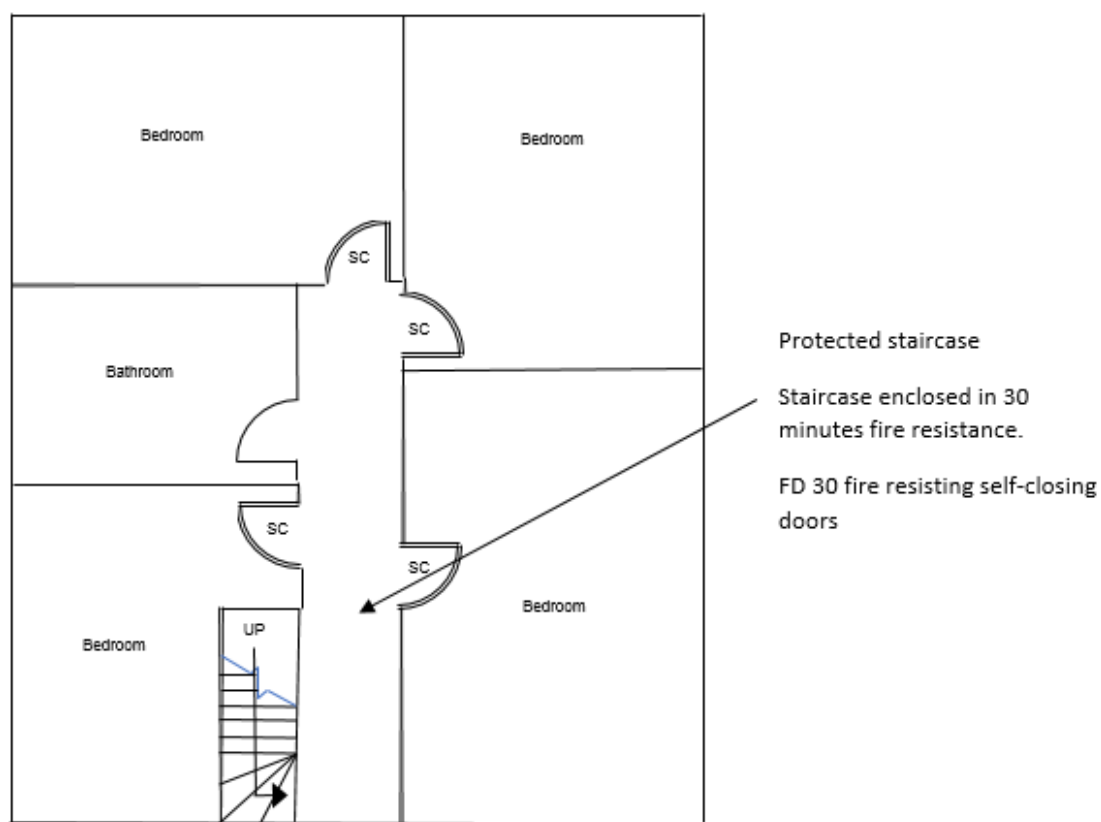 Bedroom
Bedroom
SC
SC
Bathroom
SC
SC
Bedroom
UP
Bedroom
Protected staircase
Staircase enclosed in 30
minutes fire resistance.
FD 30 fire resisting self-closing
doors